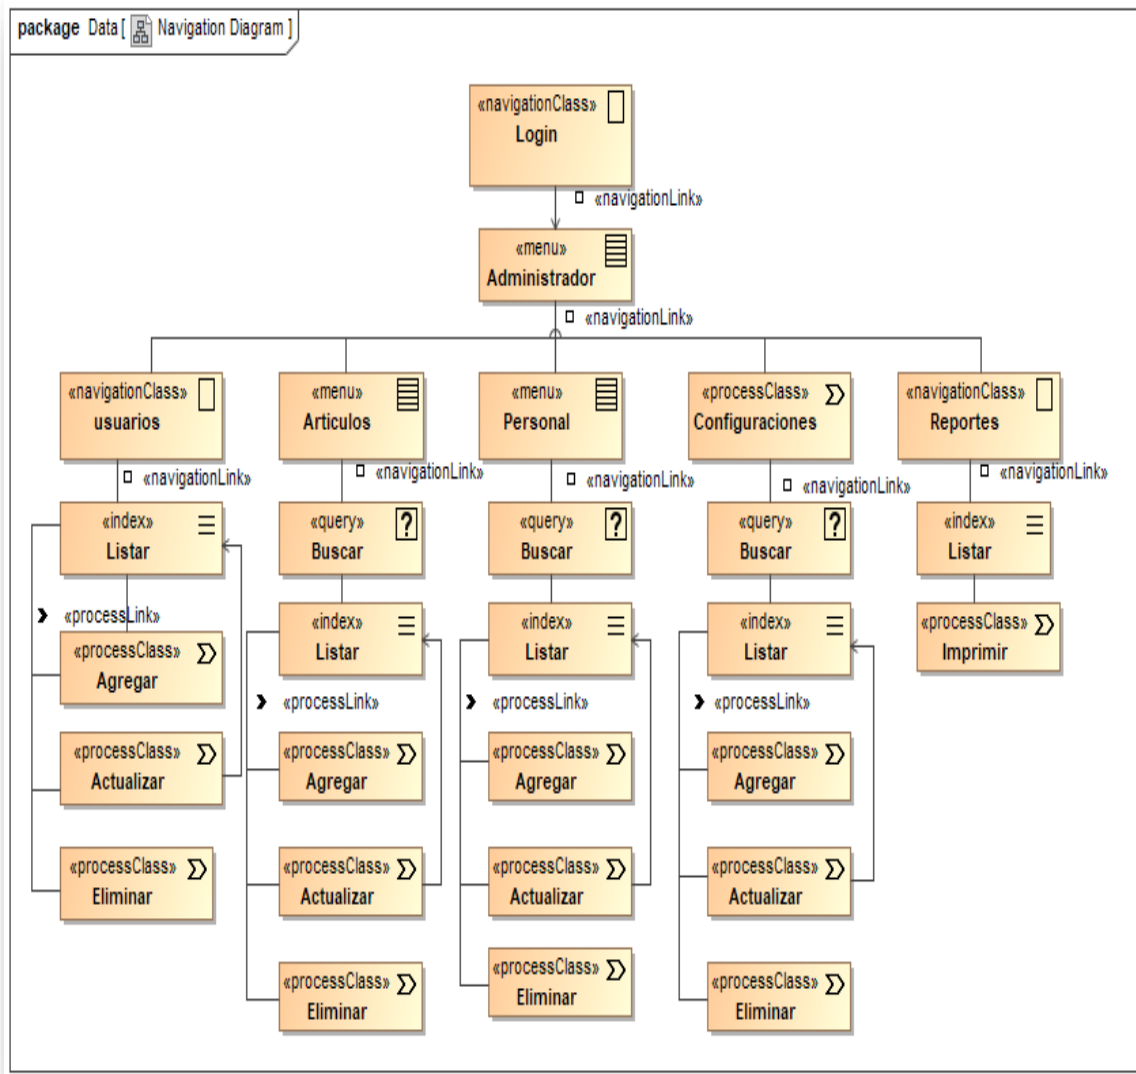 package Data [ Navigation Diagram ]
«navigationClass»
Login
«navigationLink»
«menu»
Administrador
«navigationLink»
«navigationClass»
usuarios
«menu»
Articulos
«menu»
Personal
«processClass»
Configuraciones
«navigationClass»
Reportes
«navigationLink»
«navigationLink»
«navigationLink»
«navigationLink»
«navigationLink»
«index»
Listar
«query»
Buscar
?
«query»
Buscar
?
«query»
Buscar
?
«index»
Listar
«processLink»
«processClass»
Agregar
«index»
Listar
«index»
Listar
«index»
Listar
«processClass»
Imprimir
«processLink»
«processLink»
«processLink»
«processClass»
Actualizar
«processClass»
Agregar
«processClass»
Agregar
«processClass»
Agregar
«processClass»
Eliminar
«processClass»
Actualizar
«processClass»
Actualizar
«processClass»
Actualizar
«processClass»
Eliminar
«processClass»
Eliminar
«processClass»
Eliminar